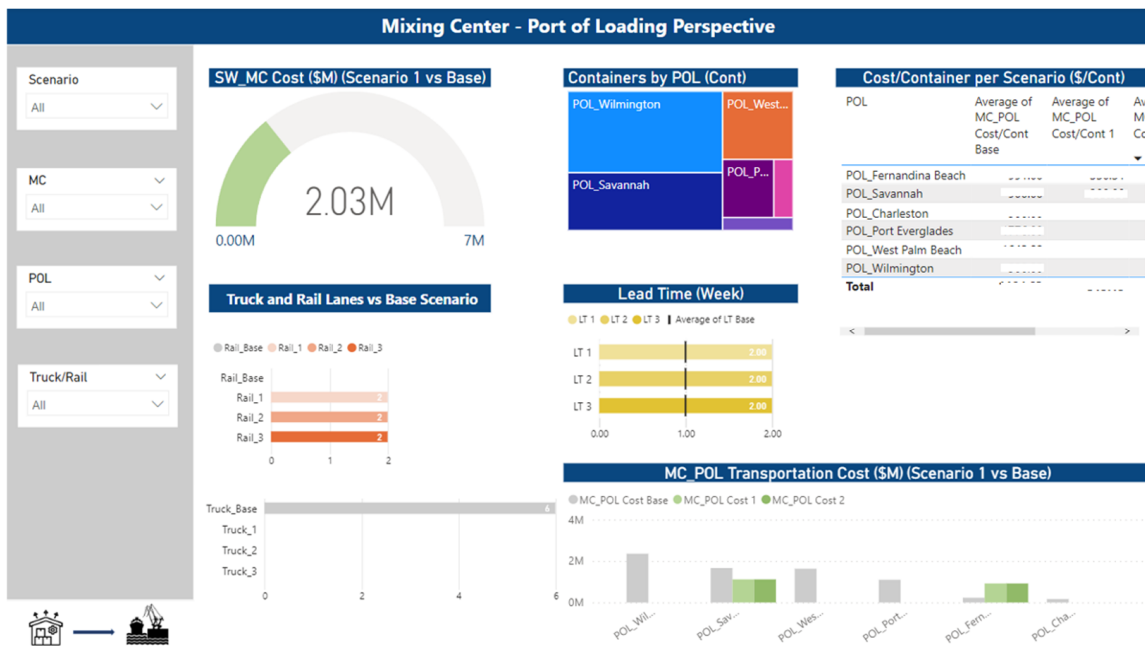 Mixing Center - Port of Loading Perspective
Scenario
All
MC
All
POL
All
Truck/Rail
All
SW_MC Cost ($M) (Scenario 1 vs Base)
2.03M
0.00M
7M
Containers by POL (Cont)
POL_Wilmington
POL_West...
POL_Savannah
POL_P...
Cost/Container per Scenario ($/Cont)
POL
Average of MC_POL Cost/Cont Base
Average of MC_POL Cost/Cont 1
POL_Fernandina Beach
POL_Savannah
POL_Charleston
POL_Port Everglades
POL_West Palm Beach
POL_Wilmington
Total
Truck and Rail Lanes vs Base Scenario
Rail_Base Rail_1 Rail_2 Rail_3
Rail_Base
Rail_1 2
Rail_2 2
Rail_3 2
0 1 2
Truck_Base 6
Truck_1
Truck_2
Truck_3
0 2 4 6
Lead Time (Week)
LT 1 LT 2 LT 3 Average of LT Base
LT 1 2.00
LT 2 2.00
LT 3 2.00
0.00 1.00 2.00
MC_POL Transportation Cost ($M) (Scenario 1 vs Base)
MC_POL Cost Base MC_POL Cost 1 MC_POL Cost 2
4M
2M
0M
POL_Wil... POL_Sav... POL_Wes... POL_Port... POL_Fern... POL_Cha...